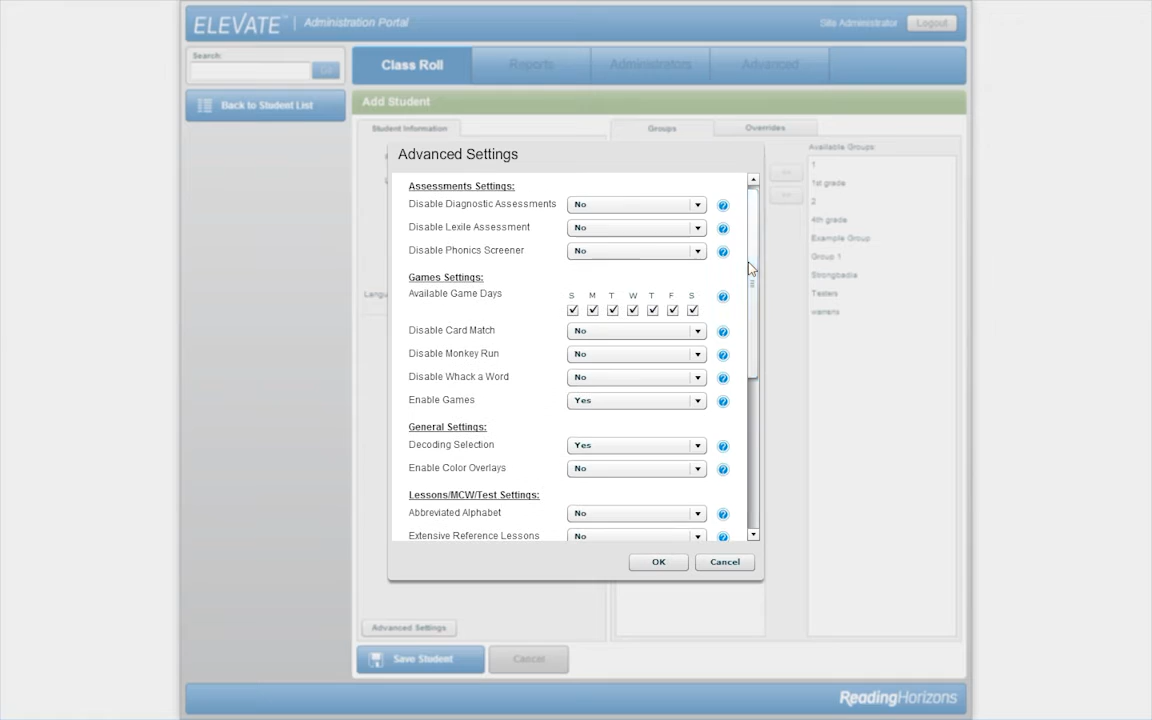 ELEVATE™ | Administration Portal
Site Administrator Logout
Search:
Go
Class Roll Reports Administrators Advanced
Back to Student List
Add Student
Student Information Groups Overrides
Available Groups:
Advanced Settings
1
1st grade
2
4th grade
Example Group
Group 1
Strongbadia
Testers
warrens
Assessments Settings:
Disable Diagnostic Assessments No
Disable Lexile Assessment No
Disable Phonics Screener No
Games Settings:
Available Game Days S M T W T F S
Disable Card Match No
Disable Monkey Run No
Disable Whack a Word No
Enable Games Yes
General Settings:
Decoding Selection Yes
Enable Color Overlays No
Lessons/MCW/Test Settings:
Abbreviated Alphabet No
Extensive Reference Lessons No
OK Cancel
Advanced Settings
Save Student Cancel
ReadingHorizons